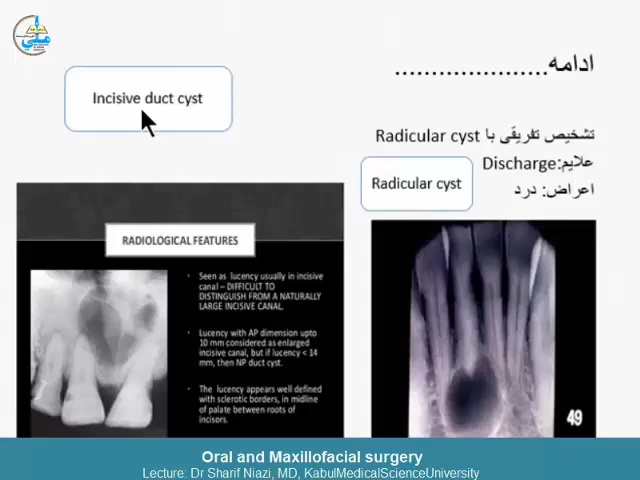 ملي
ادامه.....................
Incisive duct cyst
تشخیص تفریقی با Radicular cyst
علایم:Discharge
اعراض: درد
Radicular cyst
RADIOLOGICAL FEATURES
• Seen as lucency usually in incisive
canal – DIFFICULT TO
DISTINGUISH FROM A NATURALLY
LARGE INCISIVE CANAL.
• Lucency with AP dimension upto
10 mm considered as enlarged
incisive canal, but if lucency < 14
mm, then NP duct cyst.
• The lucency appears well defined
with sclerotic borders, in midline
of palate between roots of
incisors.
49
Oral and Maxillofacial surgery
Lecture: Dr Sharif Niazi, MD, KabulMedicalScienceUniversity